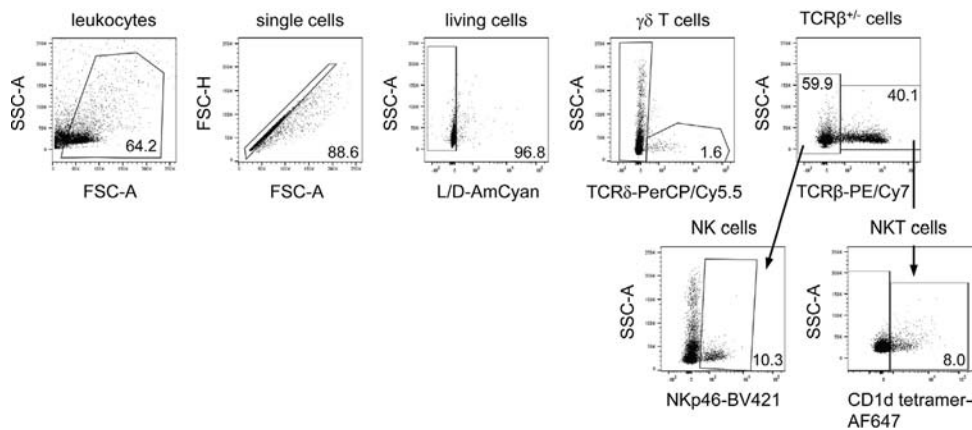 leukocytes
single cells
living cells
γδ T cells
TCRβ+/- cells
SSC-A
FSC-H
SSC-A
SSC-A
SSC-A
64.2
88.6
96.8
1.6
59.9
40.1
FSC-A
FSC-A
L/D-AmCyan
TCRδ-PerCP/Cy5.5
TCRβ-PE/Cy7
NK cells
NKT cells
SSC-A
SSC-A
10.3
8.0
NKp46-BV421
CD1d tetramer-
AF647